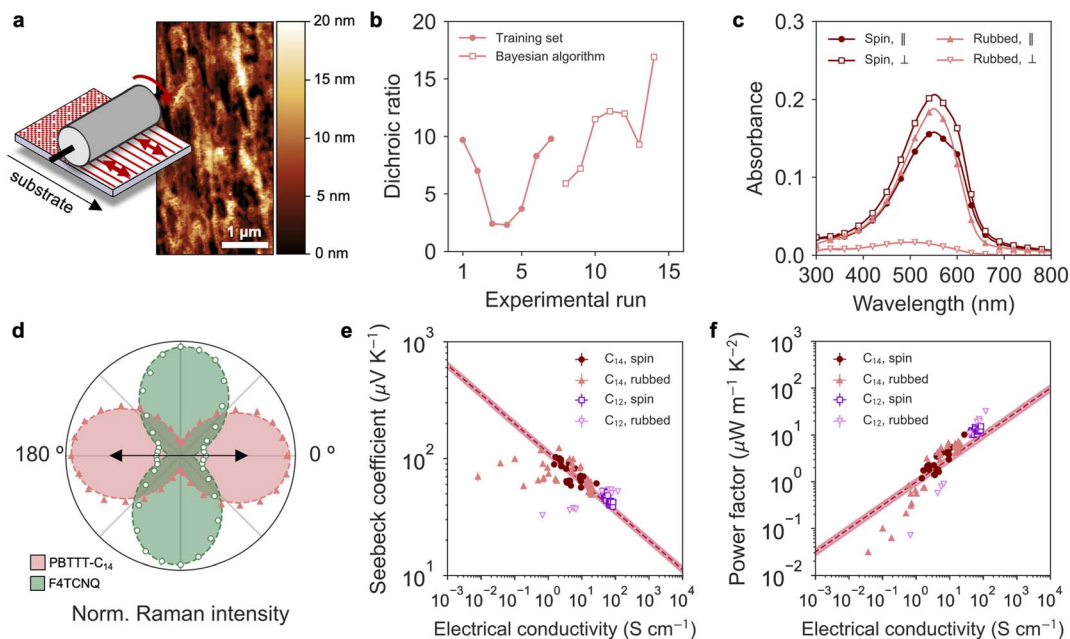 a
substrate
1 µm
20 nm
15 nm
10 nm
5 nm
0 nm
b
Training set
Bayesian algorithm
Dichroic ratio
20
15
10
5
0
1 5 10 15
Experimental run
c
Spin, ∥
Spin, ⊥
Rubbed, ∥
Rubbed, ⊥
Absorbance
0.3
0.2
0.1
0.0
300 400 500 600 700 800
Wavelength (nm)
d
180 º
0 º
PBTTT-C₁₄
F4TCNQ
Norm. Raman intensity
e
C₁₄, spin
C₁₄, rubbed
C₁₂, spin
C₁₂, rubbed
Seebeck coefficient (µV K⁻¹)
10³
10²
10¹
10⁻³ 10⁻² 10⁻¹ 10⁰ 10¹ 10² 10³ 10⁴
Electrical conductivity (S cm⁻¹)
f
C₁₄, spin
C₁₄, rubbed
C₁₂, spin
C₁₂, rubbed
Power factor (µW m⁻¹ K⁻²)
10³
10²
10¹
10⁰
10⁻¹
10⁻²
10⁻³ 10⁻² 10⁻¹ 10⁰ 10¹ 10² 10³ 10⁴
Electrical conductivity (S cm⁻¹)